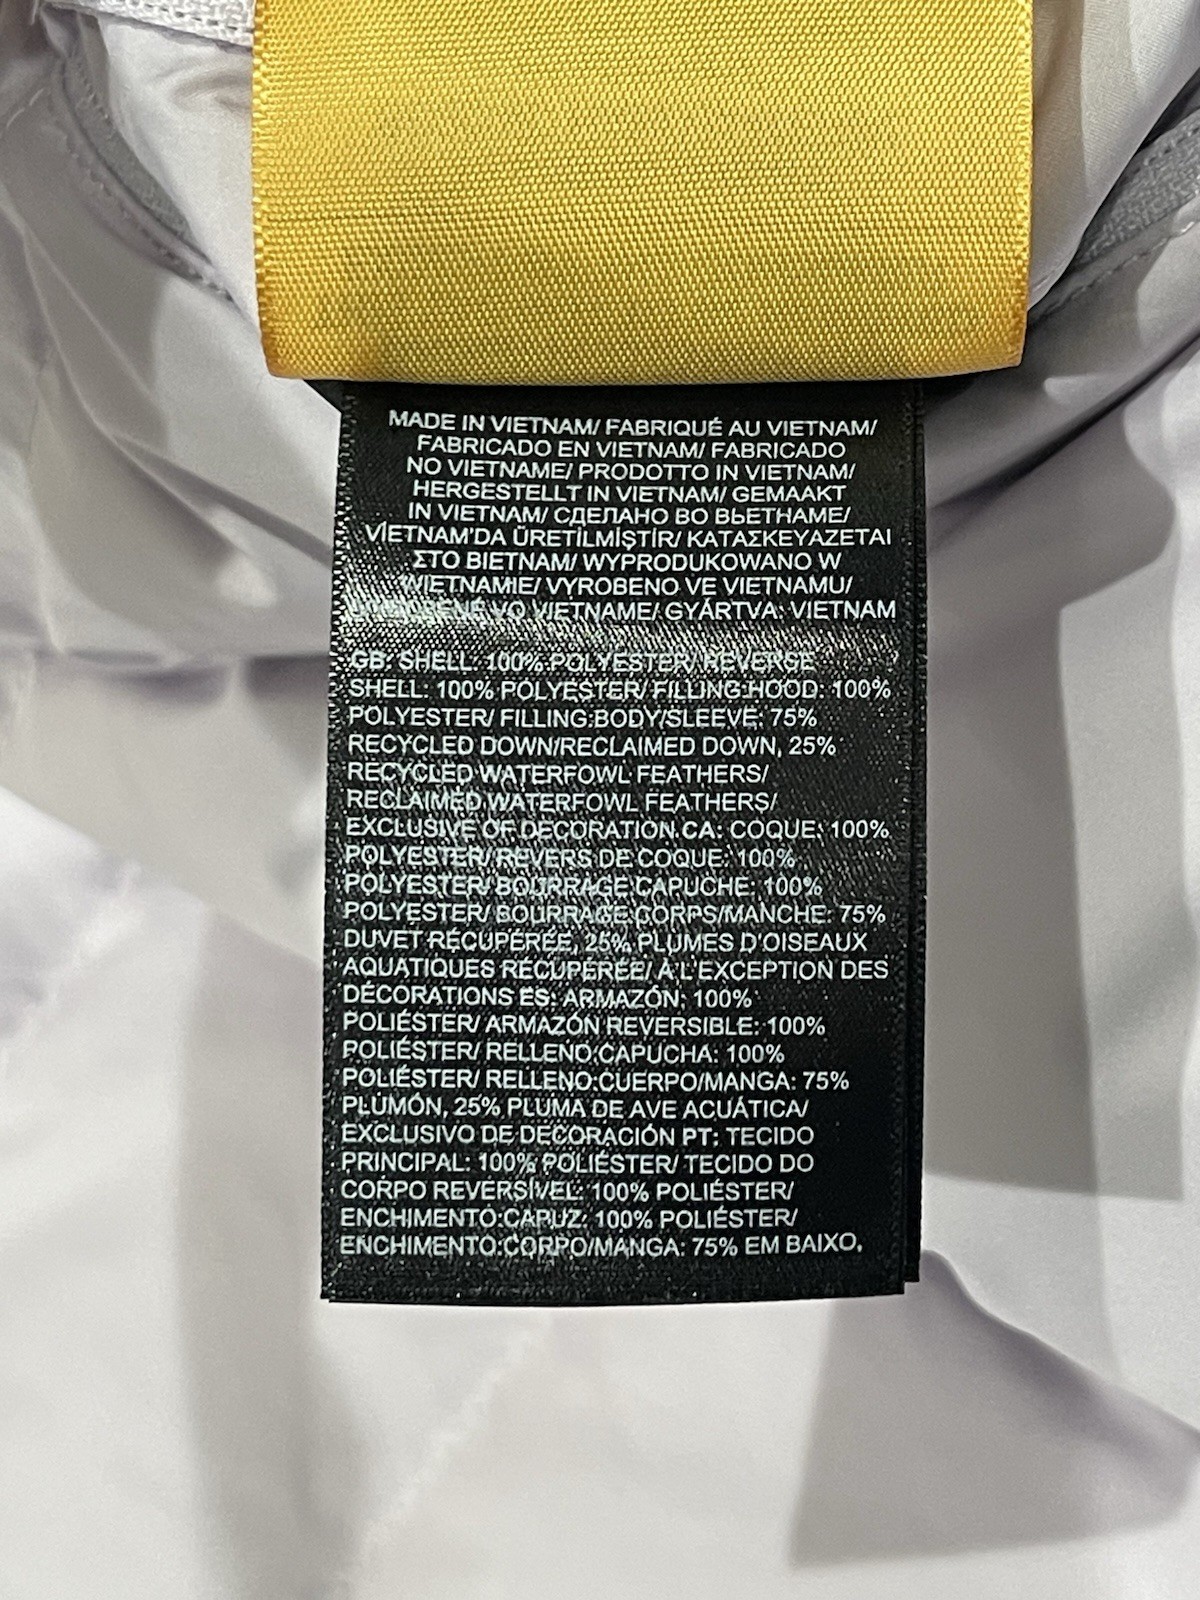 MADE IN VIETNAM/ FABRIQUÉ AU VIETNAM/
FABRICADO EN VIETNAM/ FABRICADO
NO VIETNAME/ PRODOTTO IN VIETNAM/
HERGESTELLT IN VIETNAM/ GEMAAKT
IN VIETNAM/ СДЕЛАНО ВО ВЬЕТНАМЕ/
VİETNAM'DA ÜRETİLMİŞTİR/ ΚΑΤΑΣΚΕΥΑΖΕΤΑΙ
ΣΤΟ ΒΙΕΤΝΑΜ/ WYPRODUKOWANO W
WIETNAMIE/ VYROBENO VE VIETNAMU/
VO VIETNAME/ GYÁRTVA: VIETNAM
GB: SHELL: 100% POLYESTER/ REVERSE
SHELL: 100% POLYESTER/ FILLING:HOOD: 100%
POLYESTER/ FILLING:BODY/SLEEVE: 75%
RECYCLED DOWN/RECLAIMED DOWN, 25%
RECYCLED WATERFOWL FEATHERS/
RECLAIMED WATERFOWL FEATHERS/
EXCLUSIVE OF DECORATION CA: COQUE: 100%
POLYESTER/ REVERS DE COQUE: 100%
POLYESTER/ BOURRAGE:CAPUCHE: 100%
POLYESTER/ BOURRAGE:CORPS/MANCHE: 75%
DUVET RÉCUPÉRÉE, 25% PLUMES D'OISEAUX
AQUATIQUES RÉCUPÉRÉE/ À L'EXCEPTION DES
DÉCORATIONS ES: ARMAZÓN: 100%
POLIÉSTER/ ARMAZÓN REVERSIBLE: 100%
POLIÉSTER/ RELLENO:CAPUCHA: 100%
POLIÉSTER/ RELLENO:CUERPO/MANGA: 75%
PLUMÓN, 25% PLUMA DE AVE ACUÁTICA/
EXCLUSIVO DE DECORACIÓN PT: TECIDO
PRINCIPAL: 100% POLIÉSTER/ TECIDO DO
CORPO REVERSÍVEL: 100% POLIÉSTER/
ENCHIMENTO:CAPUZ: 100% POLIÉSTER/
ENCHIMENTO:CORPO/MANGA: 75% EM BAIXO,